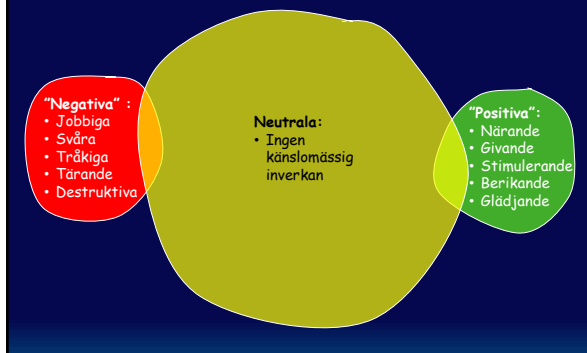 ”Negativa” :
• Jobbiga
• Svåra
• Tråkiga
• Tärande
• Destruktiva
Neutrala:
• Ingen
känslomässig
inverkan
”Positiva”:
• Närande
• Givande
• Stimulerande
• Berikande
• Glädjande